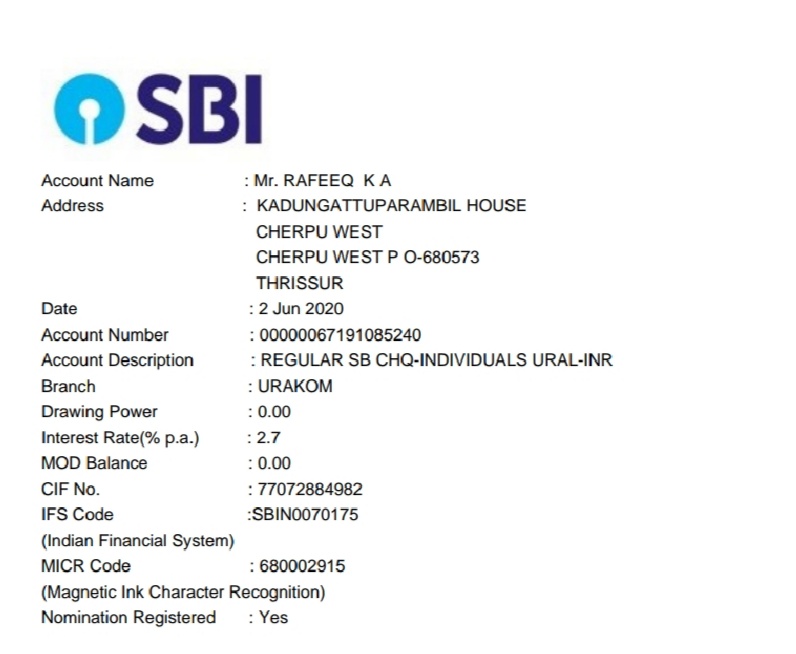 SBI
Account Name : Mr. RAFEEQ K A
Address : KADUNGATTUPARAMBIL HOUSE
CHERPU WEST
CHERPU WEST P O-680573
THRISSUR
Date : 2 Jun 2020
Account Number : 00000067191085240
Account Description : REGULAR SB CHQ-INDIVIDUALS URAL-INR
Branch : URAKOM
Drawing Power : 0.00
Interest Rate(% p.a.) : 2.7
MOD Balance : 0.00
CIF No. : 77072884982
IFS Code :SBIN0070175
(Indian Financial System)
MICR Code : 680002915
(Magnetic Ink Character Recognition)
Nomination Registered : Yes